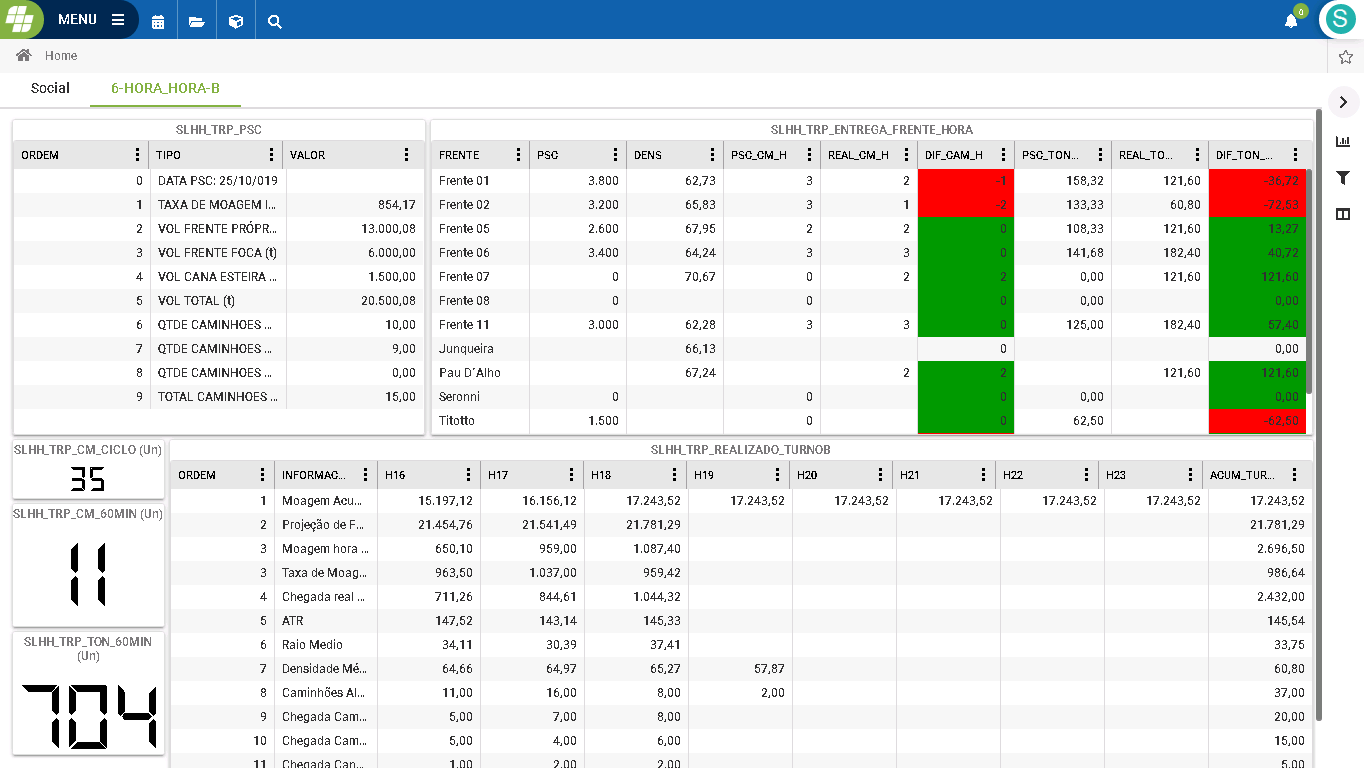 MENU
0
S
Home
Social 6-HORA_HORA-B
SLHH_TRP_PSC
ORDEM TIPO VALOR
0 DATA PSC: 25/10/019
1 TAXA DE MOAGEM I... 854,17
2 VOL FRENTE PRÓPR... 13.000,08
3 VOL FRENTE FOCA (t) 6.000,00
4 VOL CANA ESTEIRA ... 1.500,00
5 VOL TOTAL (t) 20.500,08
6 QTDE CAMINHOES ... 10,00
7 QTDE CAMINHOES ... 9,00
8 QTDE CAMINHOES ... 0,00
9 TOTAL CAMINHOES ... 15,00
SLHH_TRP_ENTREGA_FRENTE_HORA
FRENTE PSC DENS PSC_CM_H REAL_CM_H DIF_CAM_H PSC_TON... REAL_TO... DIF_TON_...
Frente 01 3.800 62,73 3 2 -1 158,32 121,60 -36,72
Frente 02 3.200 65,83 3 1 -2 133,33 60,80 -72,53
Frente 05 2.600 67,95 2 2 0 108,33 121,60 13,27
Frente 06 3.400 64,24 3 3 0 141,68 182,40 40,72
Frente 07 0 70,67 0 2 2 0,00 121,60 121,60
Frente 08 0 0 0 0,00 0,00
Frente 11 3.000 62,28 3 3 0 125,00 182,40 57,40
Junqueira 66,13 0 0,00
Pau D´Alho 67,24 2 2 121,60 121,60
Seronni 0 0 0 0,00 0,00
Titotto 1.500 0 0 62,50 62,50
SLHH_TRP_CM_CICLO (Un)
35
SLHH_TRP_CM_60MIN (Un)
11
SLHH_TRP_TON_60MIN
(Un)
704
SLHH_TRP_REALIZADO_TURNOB
ORDEM INFORMAC... H16 H17 H18 H19 H20 H21 H22 H23 ACUM_TUR...
1 Moagem Acu... 15.197,12 16.156,12 17.243,52 17.243,52 17.243,52 17.243,52 17.243,52 17.243,52 17.243,52
2 Projeção de F... 21.454,76 21.541,49 21.781,29 21.781,29
3 Moagem hora ... 650,10 959,00 1.087,40 2.696,50
3 Taxa de Moag... 963,50 1.037,00 959,42 986,64
4 Chegada real ... 711,26 844,61 1.044,32 2.432,00
5 ATR 147,52 143,14 145,33 145,54
6 Raio Medio 34,11 30,39 37,41 33,75
7 Densidade Mé... 64,66 64,97 65,27 57,87 60,80
8 Caminhões Al... 11,00 16,00 8,00 2,00 37,00
9 Chegada Cam... 5,00 7,00 8,00 20,00
10 Chegada Cam... 5,00 4,00 6,00 15,00
11 Chegada Can... 1,00 2,00 2,00 5,00